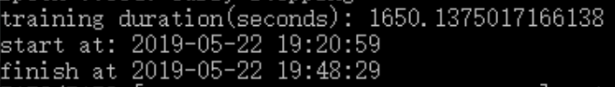 training duration(seconds): 1650.1375017166138
start at: 2019-05-22 19:20:59
finish at 2019-05-22 19:48:29